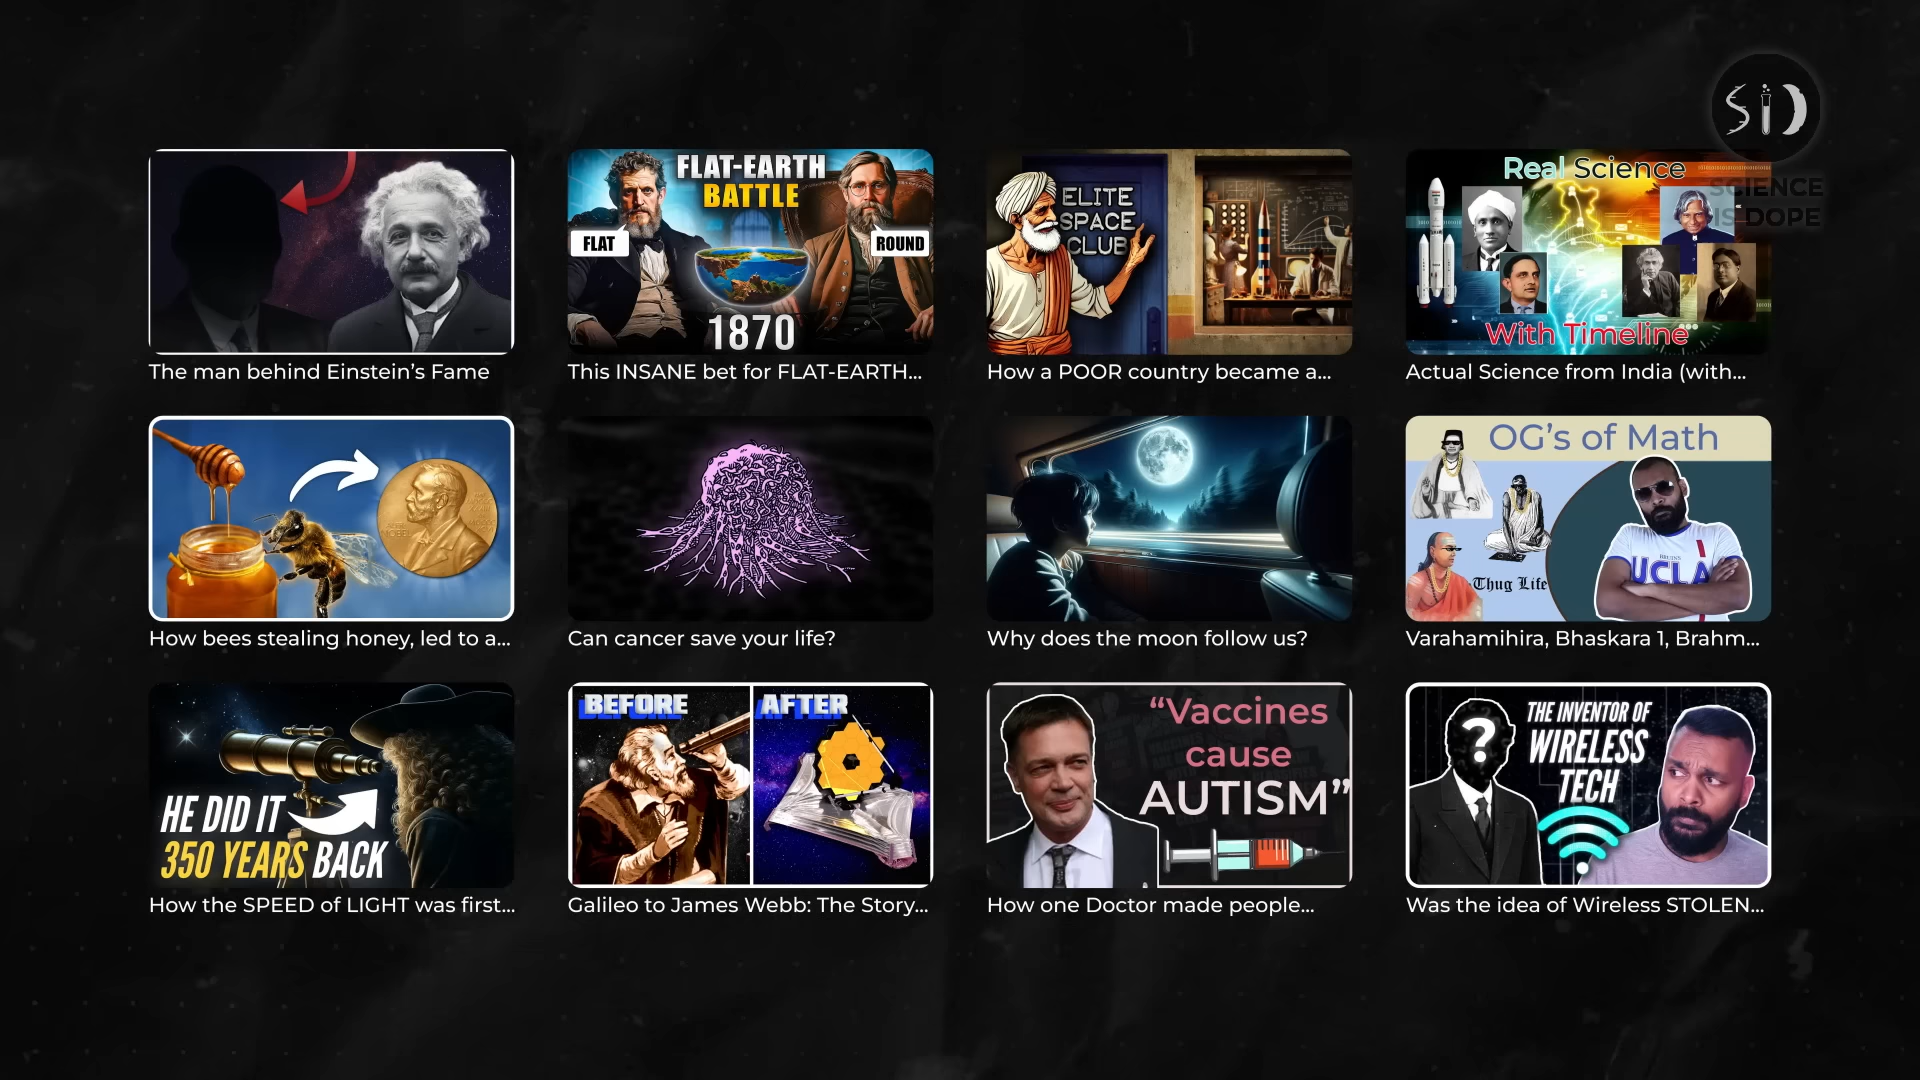 SiD
SCIENCE
IS DOPE
The man behind Einstein’s Fame
FLAT-EARTH
BATTLE
FLAT
ROUND
1870
This INSANE bet for FLAT-EARTH...
ELITE
SPACE
CLUB
How a POOR country became a...
Real Science
With Timeline
Actual Science from India (with...
How bees stealing honey, led to a...
Can cancer save your life?
Why does the moon follow us?
OG’s of Math
Thug Life
BRUINS
UCLA
Varahamihira, Bhaskara 1, Brahm...
HE DID IT
350 YEARS BACK
How the SPEED of LIGHT was first...
BEFORE
AFTER
Galileo to James Webb: The Story...
“Vaccines
cause
AUTISM”
How one Doctor made people...
?
THE INVENTOR OF
WIRELESS
TECH
Was the idea of Wireless STOLEN...